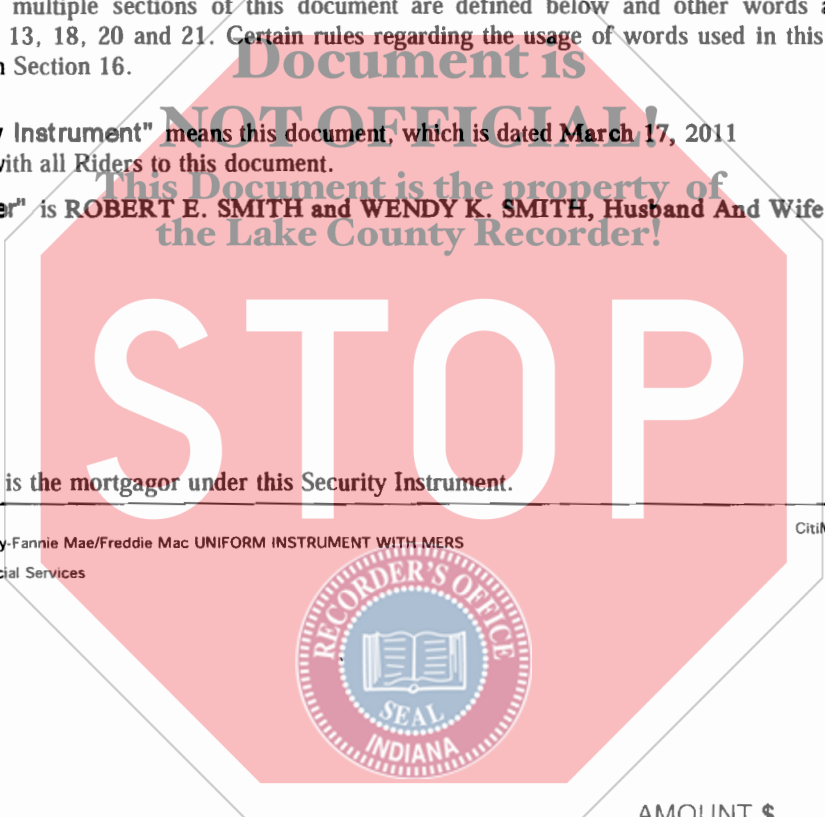 multiple sections of this document are defined below and other words
13, 18, 20 and 21. Certain rules regarding the usage of words used in this
Section 16.
Document is
NOT OFFICIAL!
Instrument" means this document, which is dated March 17, 2011
with all Riders to this document.
This Document is the property of
er" is ROBERT E. SMITH and WENDY K. SMITH, Husband And Wife
the Lake County Recorder!
STOP
is the mortgagor under this Security Instrument.
CitiM
y-Fannie Mae/Freddie Mac UNIFORM INSTRUMENT WITH MERS
cial Services
RECORDER'S OFFICE
SEAL
INDIANA
AMOUNT $